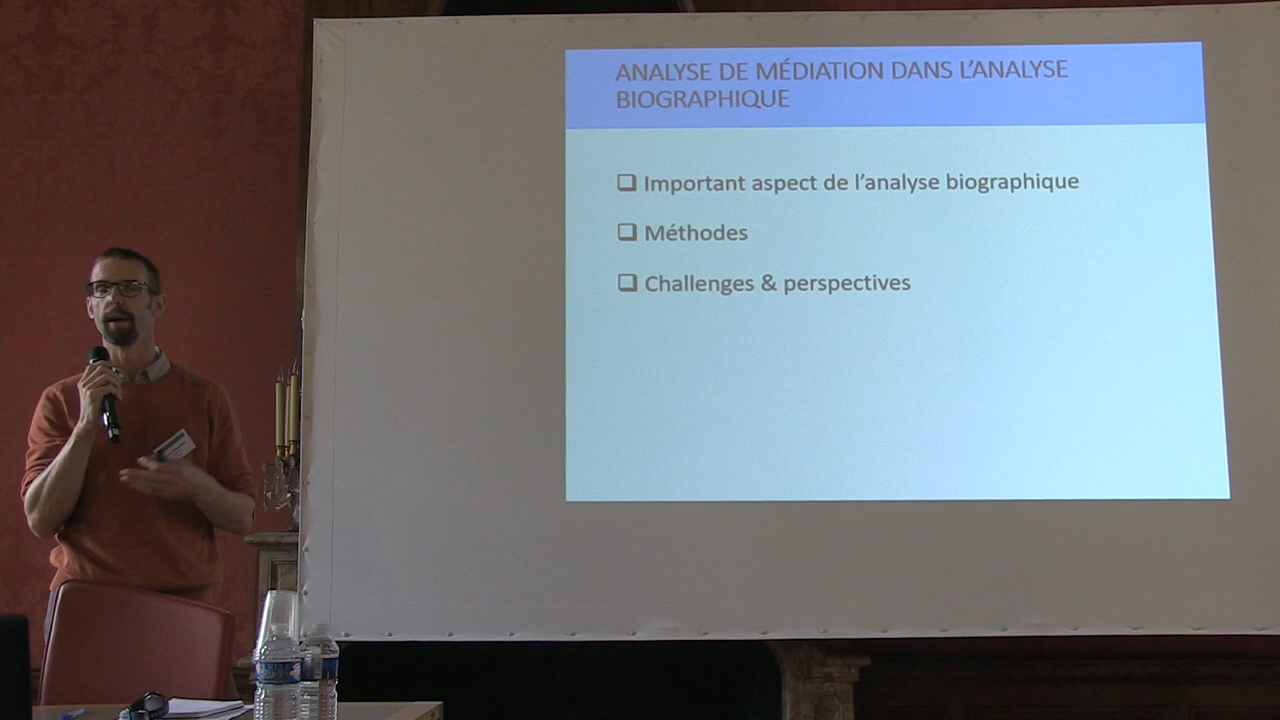 ANALYSE DE MÉDIATION DANS L'ANALYSE
BIOGRAPHIQUE
❑ Important aspect de l'analyse biographique
❑ Méthodes
❑ Challenges & perspectives